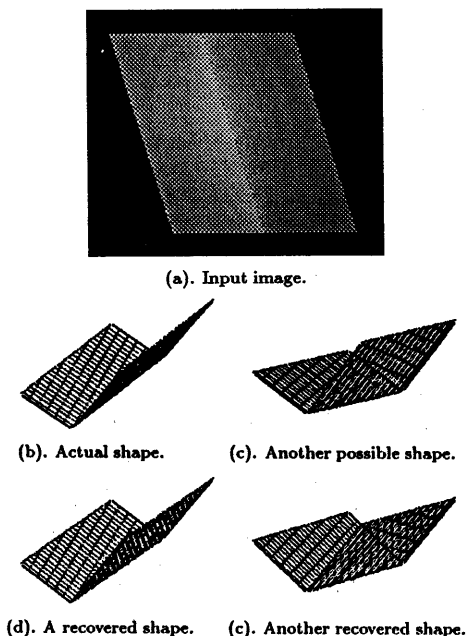 (a). Input image.
(b). Actual shape.
(c). Another possible shape.
(d). A recovered shape.
(c). Another recovered shape.